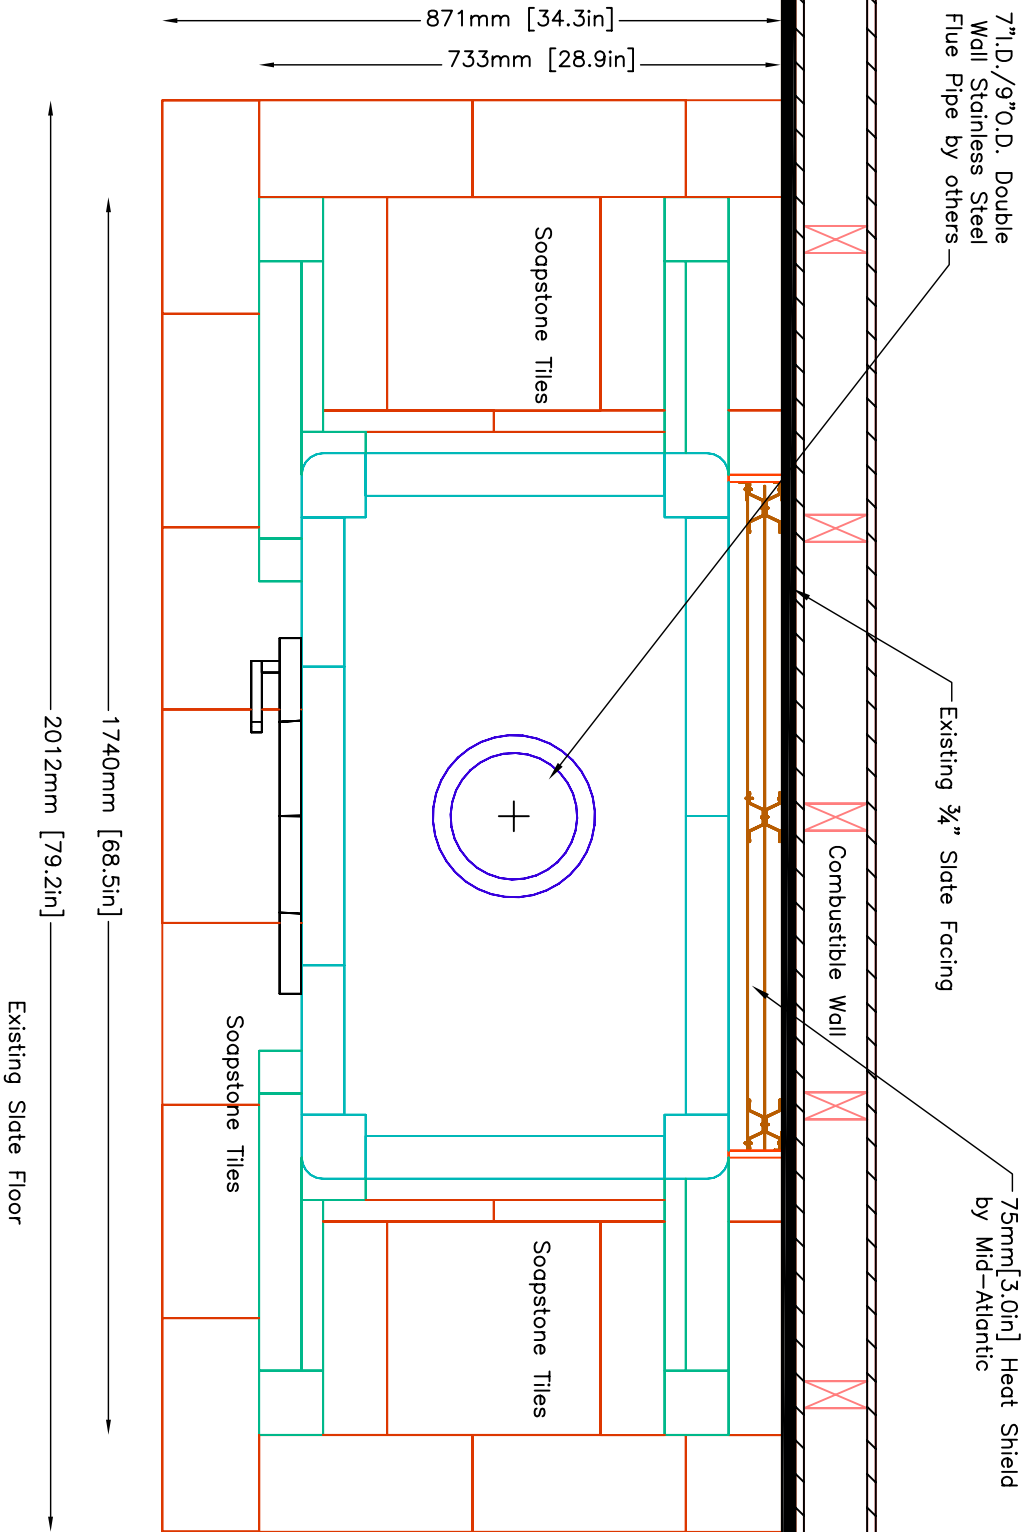 871mm [34.3in]
733mm [28.9in]
7"I.D./9"O.D. Double
Wall Stainless Steel
Flue Pipe by others
Existing ¾" Slate Facing
Combustible Wall
75mm[3.0in] Heat Shield
by Mid-Atlantic
Soapstone Tiles
Soapstone Tiles
Soapstone Tiles
1740mm [68.5in]
2012mm [79.2in]
Existing Slate Floor